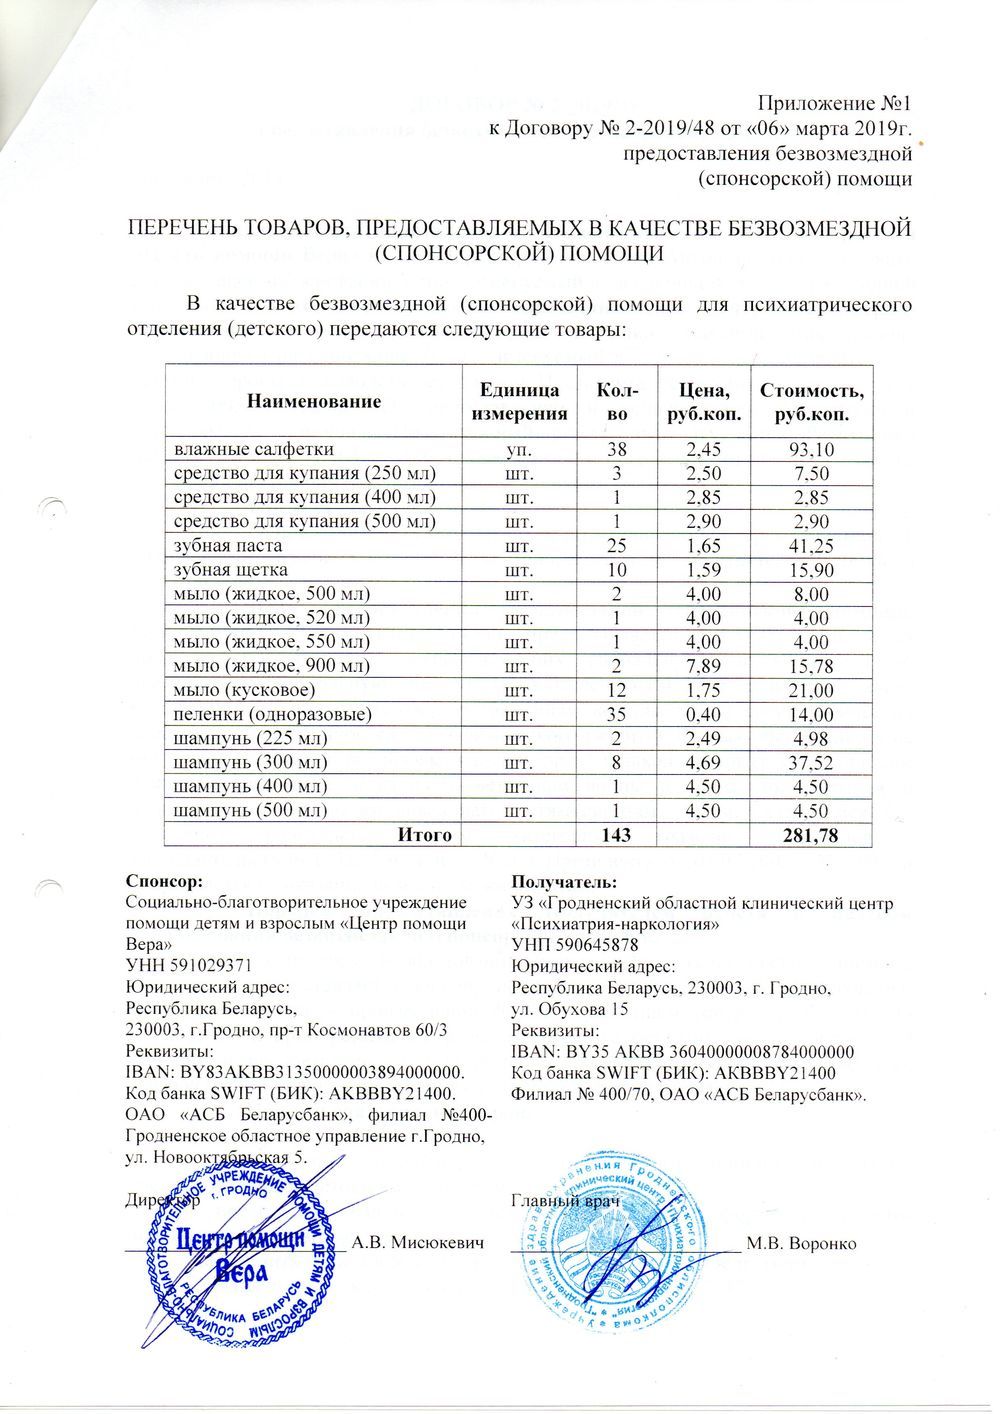 Приложение №1
к Договору № 2-2019/48 от «06» марта 2019г.
предоставления безвозмездной
(спонсорской) помощи
ПЕРЕЧЕНЬ ТОВАРОВ, ПРЕДОСТАВЛЯЕМЫХ В КАЧЕСТВЕ БЕЗВОЗМЕЗДНОЙ
(СПОНСОРСКОЙ) ПОМОЩИ
В качестве безвозмездной (спонсорской) помощи для психиатрического
отделения (детского) передаются следующие товары:
Наименование Единица измерения Кол-во Цена, руб.коп. Стоимость, руб.коп.
влажные салфетки уп. 38 2,45 93,10
средство для купания (250 мл) шт. 3 2,50 7,50
средство для купания (400 мл) шт. 1 2,85 2,85
средство для купания (500 мл) шт. 1 2,90 2,90
зубная паста шт. 25 1,65 41,25
зубная щетка шт. 10 1,59 15,90
мыло (жидкое, 500 мл) шт. 2 4,00 8,00
мыло (жидкое, 520 мл) шт. 1 4,00 4,00
мыло (жидкое, 550 мл) шт. 1 4,00 4,00
мыло (жидкое, 900 мл) шт. 2 7,89 15,78
мыло (кусковое) шт. 12 1,75 21,00
пеленки (одноразовые) шт. 35 0,40 14,00
шампунь (225 мл) шт. 2 2,49 4,98
шампунь (300 мл) шт. 8 4,69 37,52
шампунь (400 мл) шт. 1 4,50 4,50
шампунь (500 мл) шт. 1 4,50 4,50
Итого 143 281,78
Спонсор:
Социально-благотворительное учреждение
помощи детям и взрослым «Центр помощи
Вера»
УНН 591029371
Юридический адрес:
Республика Беларусь,
230003, г.Гродно, пр-т Космонавтов 60/3
Реквизиты:
IBAN: BY83AKBB31350000003894000000.
Код банка SWIFT (БИК): AKBBBY21400.
ОАО «АСБ Беларусбанк», филиал №400-
Гродненское областное управление г.Гродно,
ул. Новооктябрьская 5.
Директор
А.В. Мисюкевич
СОЦИАЛЬНО-БЛАГОТВОРИТЕЛЬНОЕ УЧРЕЖДЕНИЕ ПОМОЩИ ДЕТЯМ И ВЗРОСЛЫМ
г. ГРОДНО
Центр помощи
Вера
РЕСПУБЛИКА БЕЛАРУСЬ
Получатель:
УЗ «Гродненский областной клинический центр
«Психиатрия-наркология»
УНП 590645878
Юридический адрес:
Республика Беларусь, 230003, г. Гродно,
ул. Обухова 15
Реквизиты:
IBAN: BY35 АКВВ 36040000008784000000
Код банка SWIFT (БИК): AKBBBY21400
Филиал № 400/70, ОАО «АСБ Беларусбанк».
Главный врач
М.В. Воронко
Учреждение здравоохранения Гродненского облисполкома
"Гродненский областной клинический центр "Психиатрия-наркология"